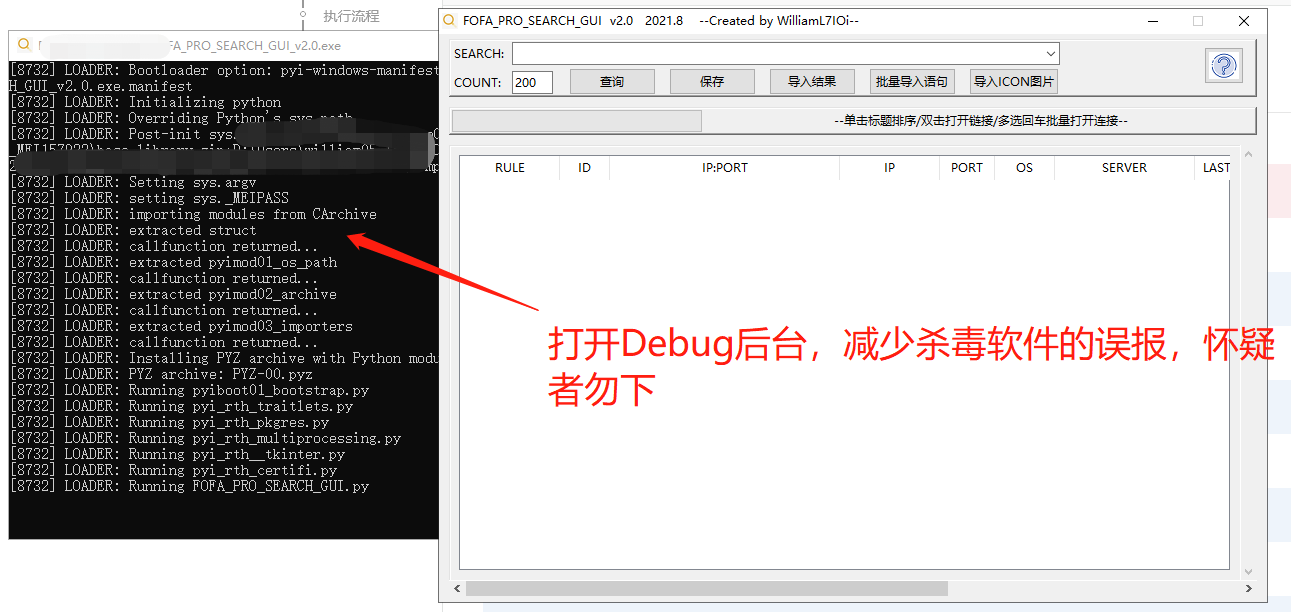 执行流程
FA_PRO_SEARCH_GUI_v2.0.exe
[8732] LOADER: Bootloader option: pyi-windows-manifest
H_GUI_v2.0.exe.manifest
[8732] LOADER: Initializing python
[8732] LOADER: Overriding Python's sys.path
[8732] LOADER: Post-init sys.
[8732] LOADER: Setting sys.argv
[8732] LOADER: setting sys._MEIPASS
[8732] LOADER: importing modules from CArchive
[8732] LOADER: extracted struct
[8732] LOADER: callfunction returned...
[8732] LOADER: extracted pyimod01_os_path
[8732] LOADER: callfunction returned...
[8732] LOADER: extracted pyimod02_archive
[8732] LOADER: callfunction returned...
[8732] LOADER: extracted pyimod03_importers
[8732] LOADER: callfunction returned...
[8732] LOADER: Installing PYZ archive with Python modu
[8732] LOADER: PYZ archive: PYZ-00.pyz
[8732] LOADER: Running pyiboot01_bootstrap.py
[8732] LOADER: Running pyi_rth_traitlets.py
[8732] LOADER: Running pyi_rth_pkgres.py
[8732] LOADER: Running pyi_rth_multiprocessing.py
[8732] LOADER: Running pyi_rth__tkinter.py
[8732] LOADER: Running pyi_rth_certifi.py
[8732] LOADER: Running FOFA_PRO_SEARCH_GUI.py
FOFA_PRO_SEARCH_GUI v2.0 2021.8 --Created by WilliamL7IOi--
SEARCH:
COUNT: 200 查询 保存 导入结果 批量导入语句 导入ICON图片
--单击标题排序/双击打开链接/多选回车批量打开连接--
RULE ID IP:PORT IP PORT OS SERVER LAST
打开Debug后台，减少杀毒软件的误报，怀疑
者勿下